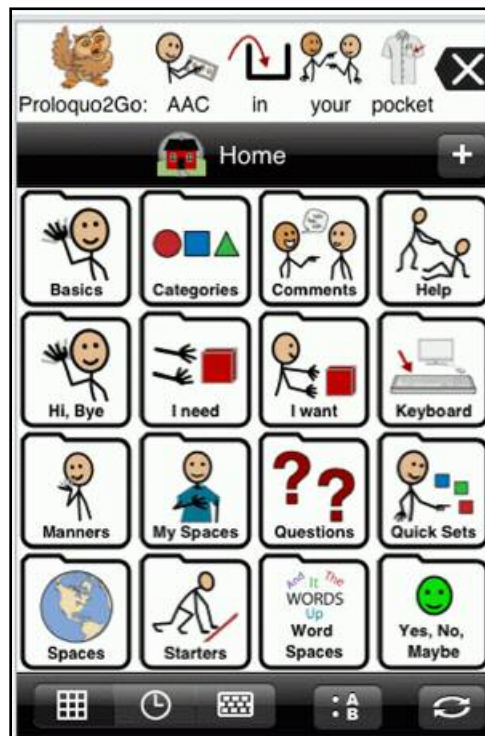 Proloquo2Go: AAC in your pocket
Home
+
Basics Categories Comments Help
Hi, Bye I need I want Keyboard
Manners My Spaces Questions Quick Sets
And It The
WORDS
Up
Spaces Starters Word Spaces Yes, No, Maybe
A
B